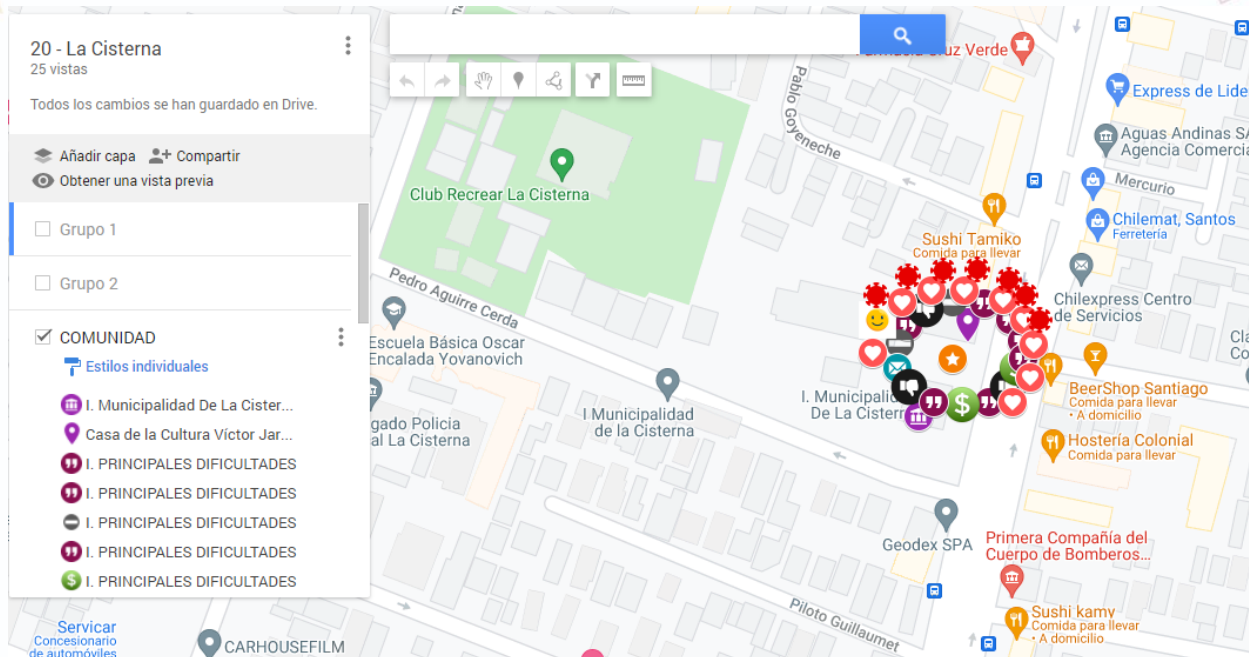 20 - La Cisterna
25 vistas
Todos los cambios se han guardado en Drive.
Añadir capa
Compartir
Obtener una vista previa
Grupo 1
Grupo 2
COMUNIDAD
Estilos individuales
I. Municipalidad De La Cister...
Casa de la Cultura Víctor Jar...
I. PRINCIPALES DIFICULTADES
I. PRINCIPALES DIFICULTADES
I. PRINCIPALES DIFICULTADES
I. PRINCIPALES DIFICULTADES
I. PRINCIPALES DIFICULTADES
Servicar
Concesionario
de automóviles
CARHOUSEFILM
Club Recrear La Cisterna
Pedro Aguirre Cerda
Escuela Básica Oscar
Encalada Yovanovich
gado Policia
al La Cisterna
I Municipalidad
de la Cisterna
Pablo Goyeneche
uz Verde
Express de Lide
Aguas Andinas SA
Agencia Comercia
Mercurio
Chilemat, Santos
Ferretería
Sushi Tamiko
Comida para llevar
Chilexpress Centro
de Servicios
I. Municipalid
De La Cistern
BeerShop Santiago
Comida para llevar
• A domicilio
Hostería Colonial
Comida para llevar
Geodex SPA
Primera Compañía del
Cuerpo de Bomberos...
Piloto Guillaumet
Sushi kamy
Comida para llevar
• A domicilio